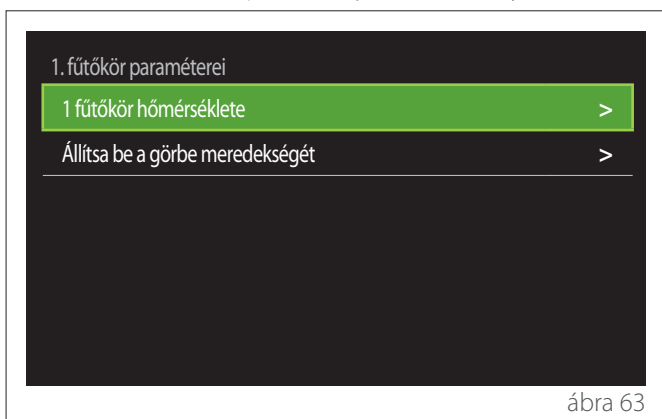 1. fűtőkör paraméterei
1 fűtőkör hőmérséklete >
Állítsa be a görbe meredekségét >
ábra 63